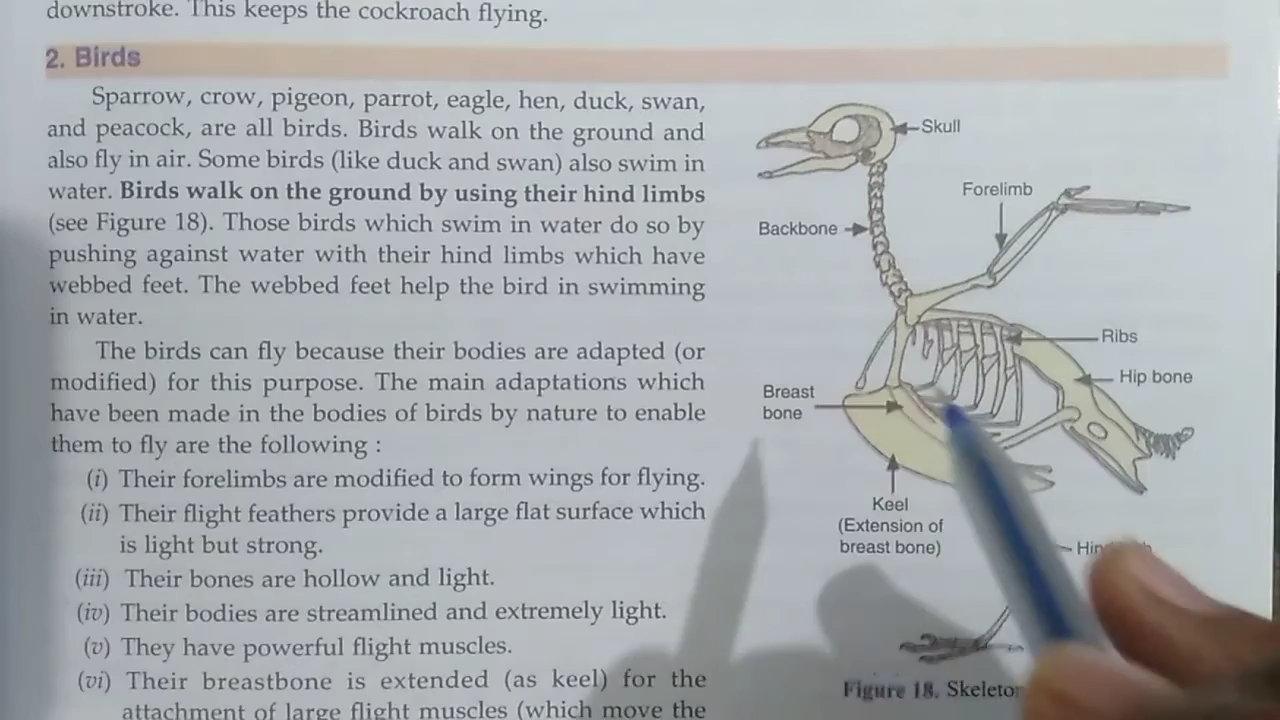 downstroke. This keeps the cockroach flying.
2. Birds
Sparrow, crow, pigeon, parrot, eagle, hen, duck, swan,
and peacock, are all birds. Birds walk on the ground and
also fly in air. Some birds (like duck and swan) also swim in
water. Birds walk on the ground by using their hind limbs
(see Figure 18). Those birds which swim in water do so by
pushing against water with their hind limbs which have
webbed feet. The webbed feet help the bird in swimming
in water.
The birds can fly because their bodies are adapted (or
modified) for this purpose. The main adaptations which
have been made in the bodies of birds by nature to enable
them to fly are the following :
(i) Their forelimbs are modified to form wings for flying.
(ii) Their flight feathers provide a large flat surface which
is light but strong.
(iii) Their bones are hollow and light.
(iv) Their bodies are streamlined and extremely light.
(v) They have powerful flight muscles.
(vi) Their breastbone is extended (as keel) for the
attachment of large flight muscles (which move the
Skull
Forelimb
Backbone
Ribs
Hip bone
Breast
bone
Keel
(Extension of
breast bone)
Figure 18.